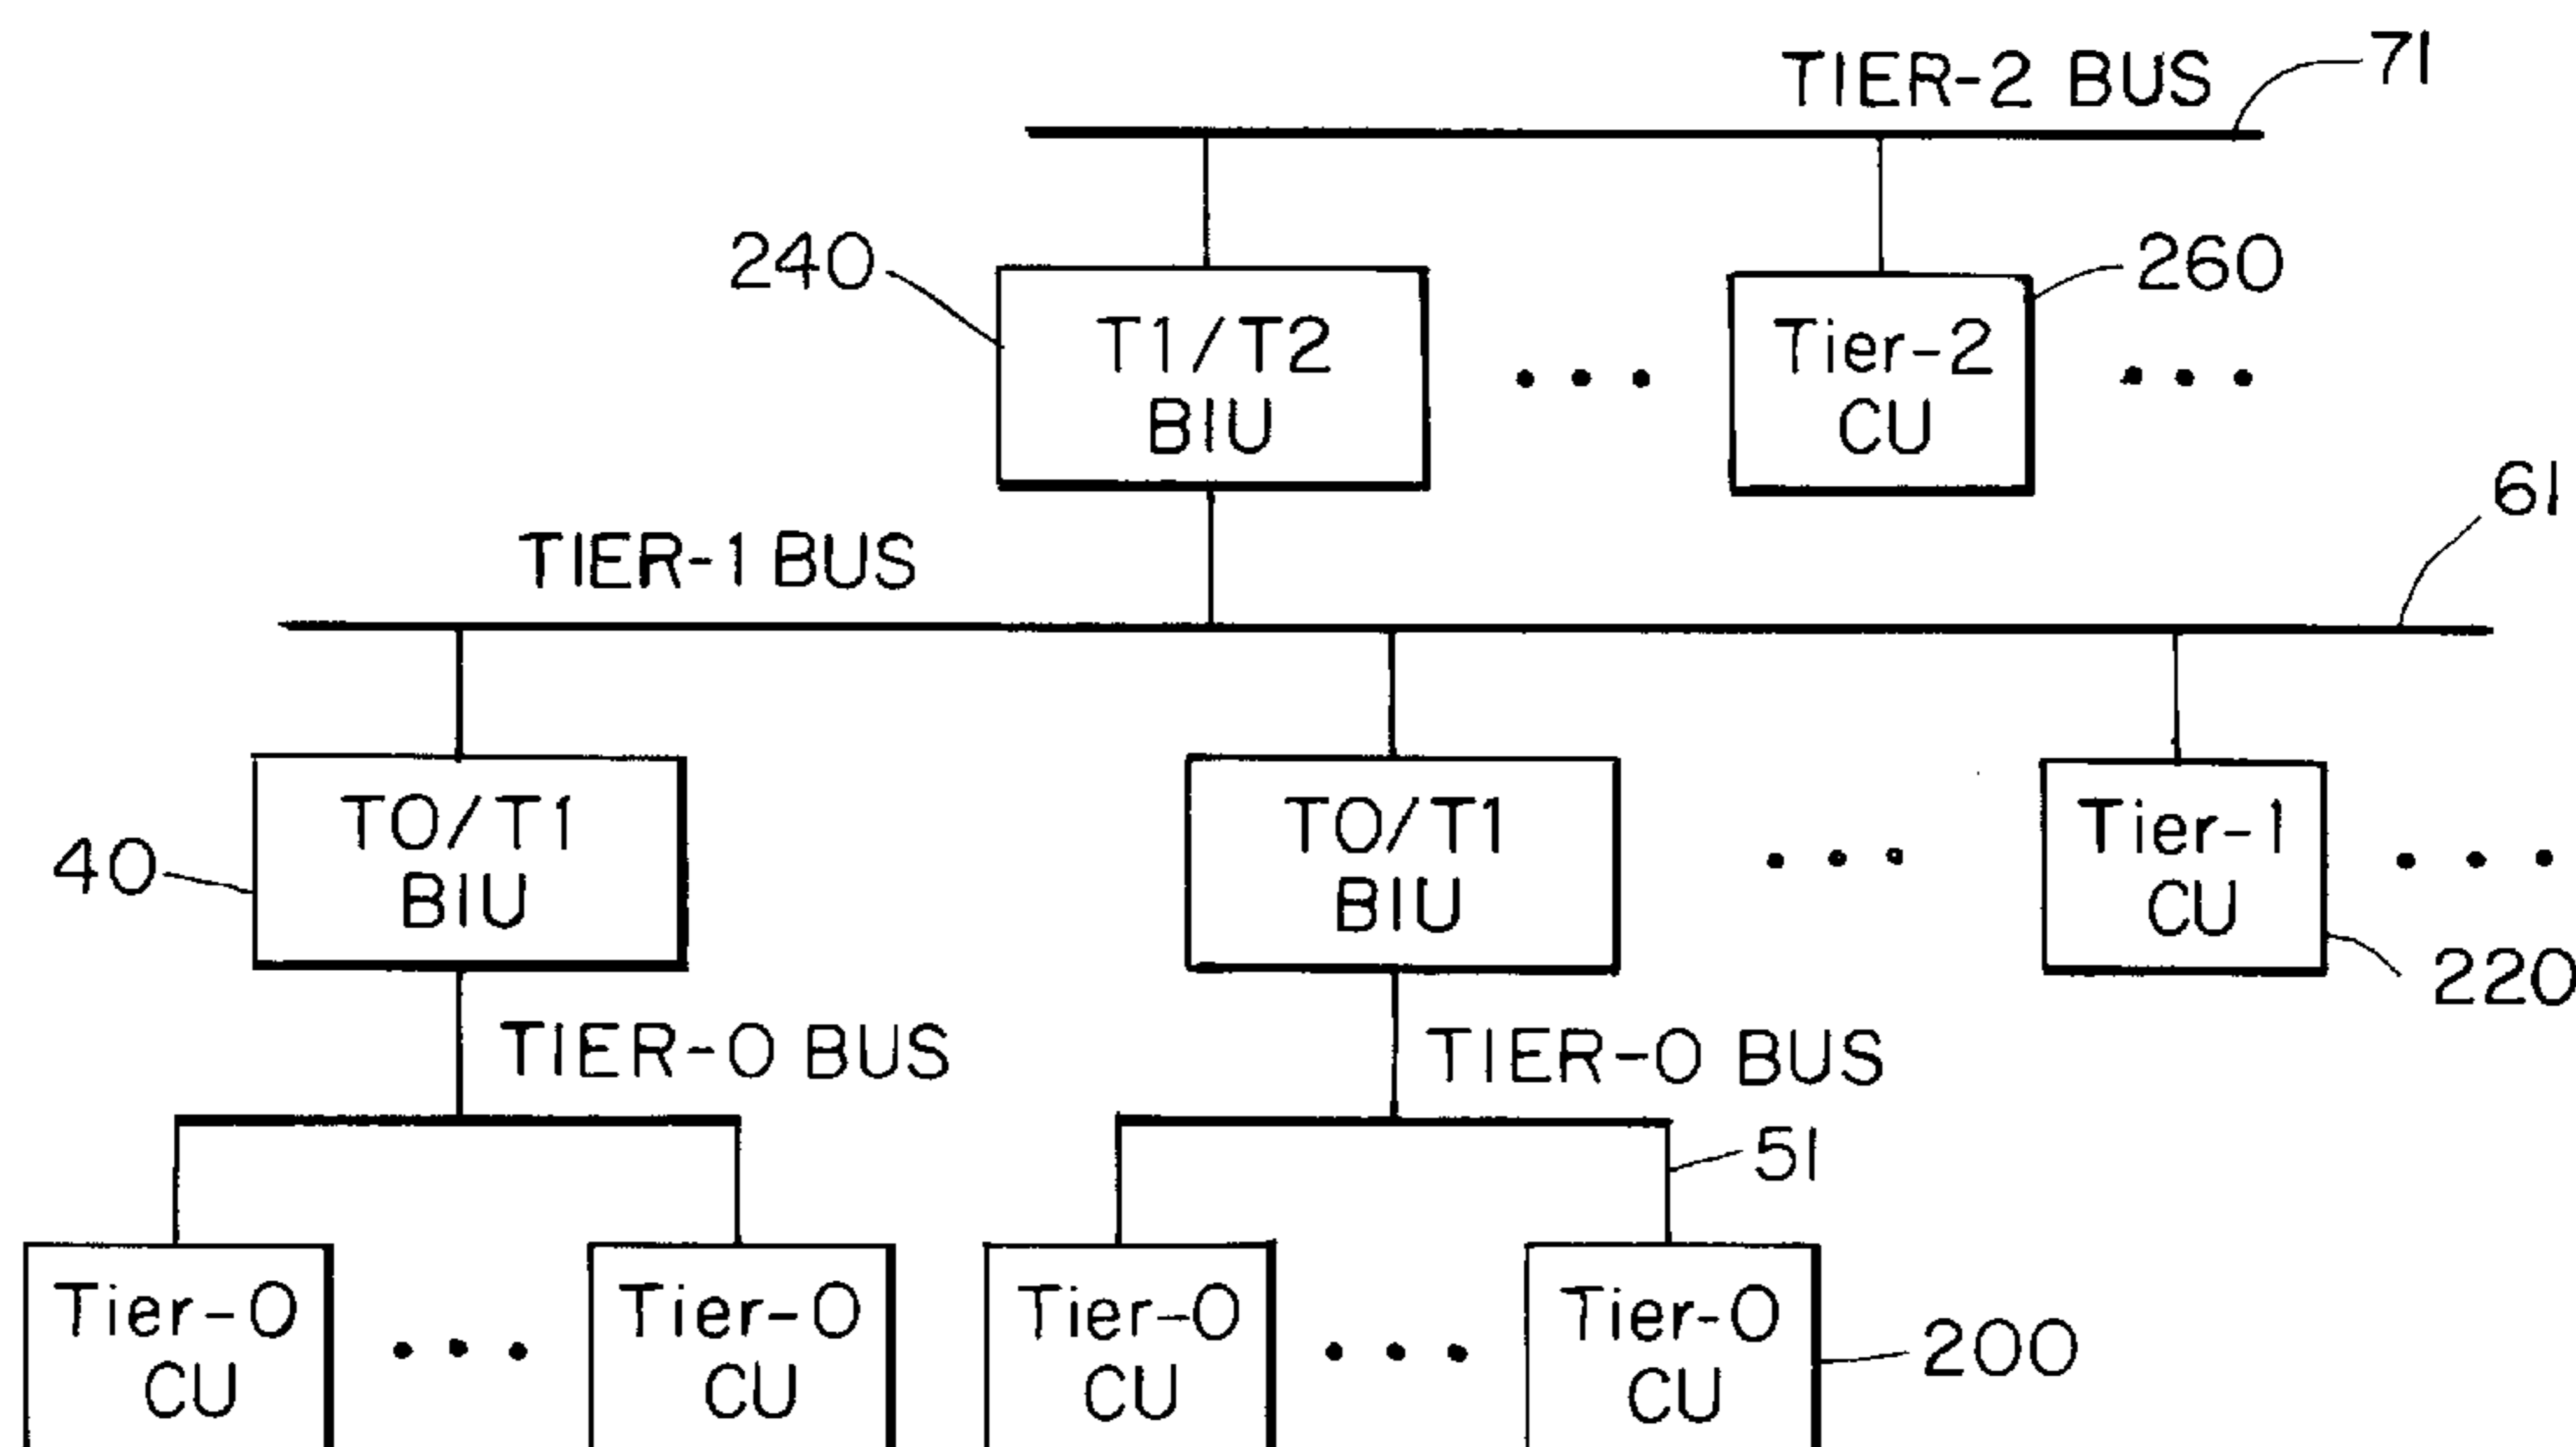 TIER-2 BUS
71
240
T1/T2
BIU
260
Tier-2
CU
61
TIER-1 BUS
40
T0/T1
BIU
T0/T1
BIU
Tier-1
CU
220
TIER-0 BUS
TIER-0 BUS
51
Tier-0
CU
Tier-0
CU
Tier-0
CU
Tier-0
CU
200